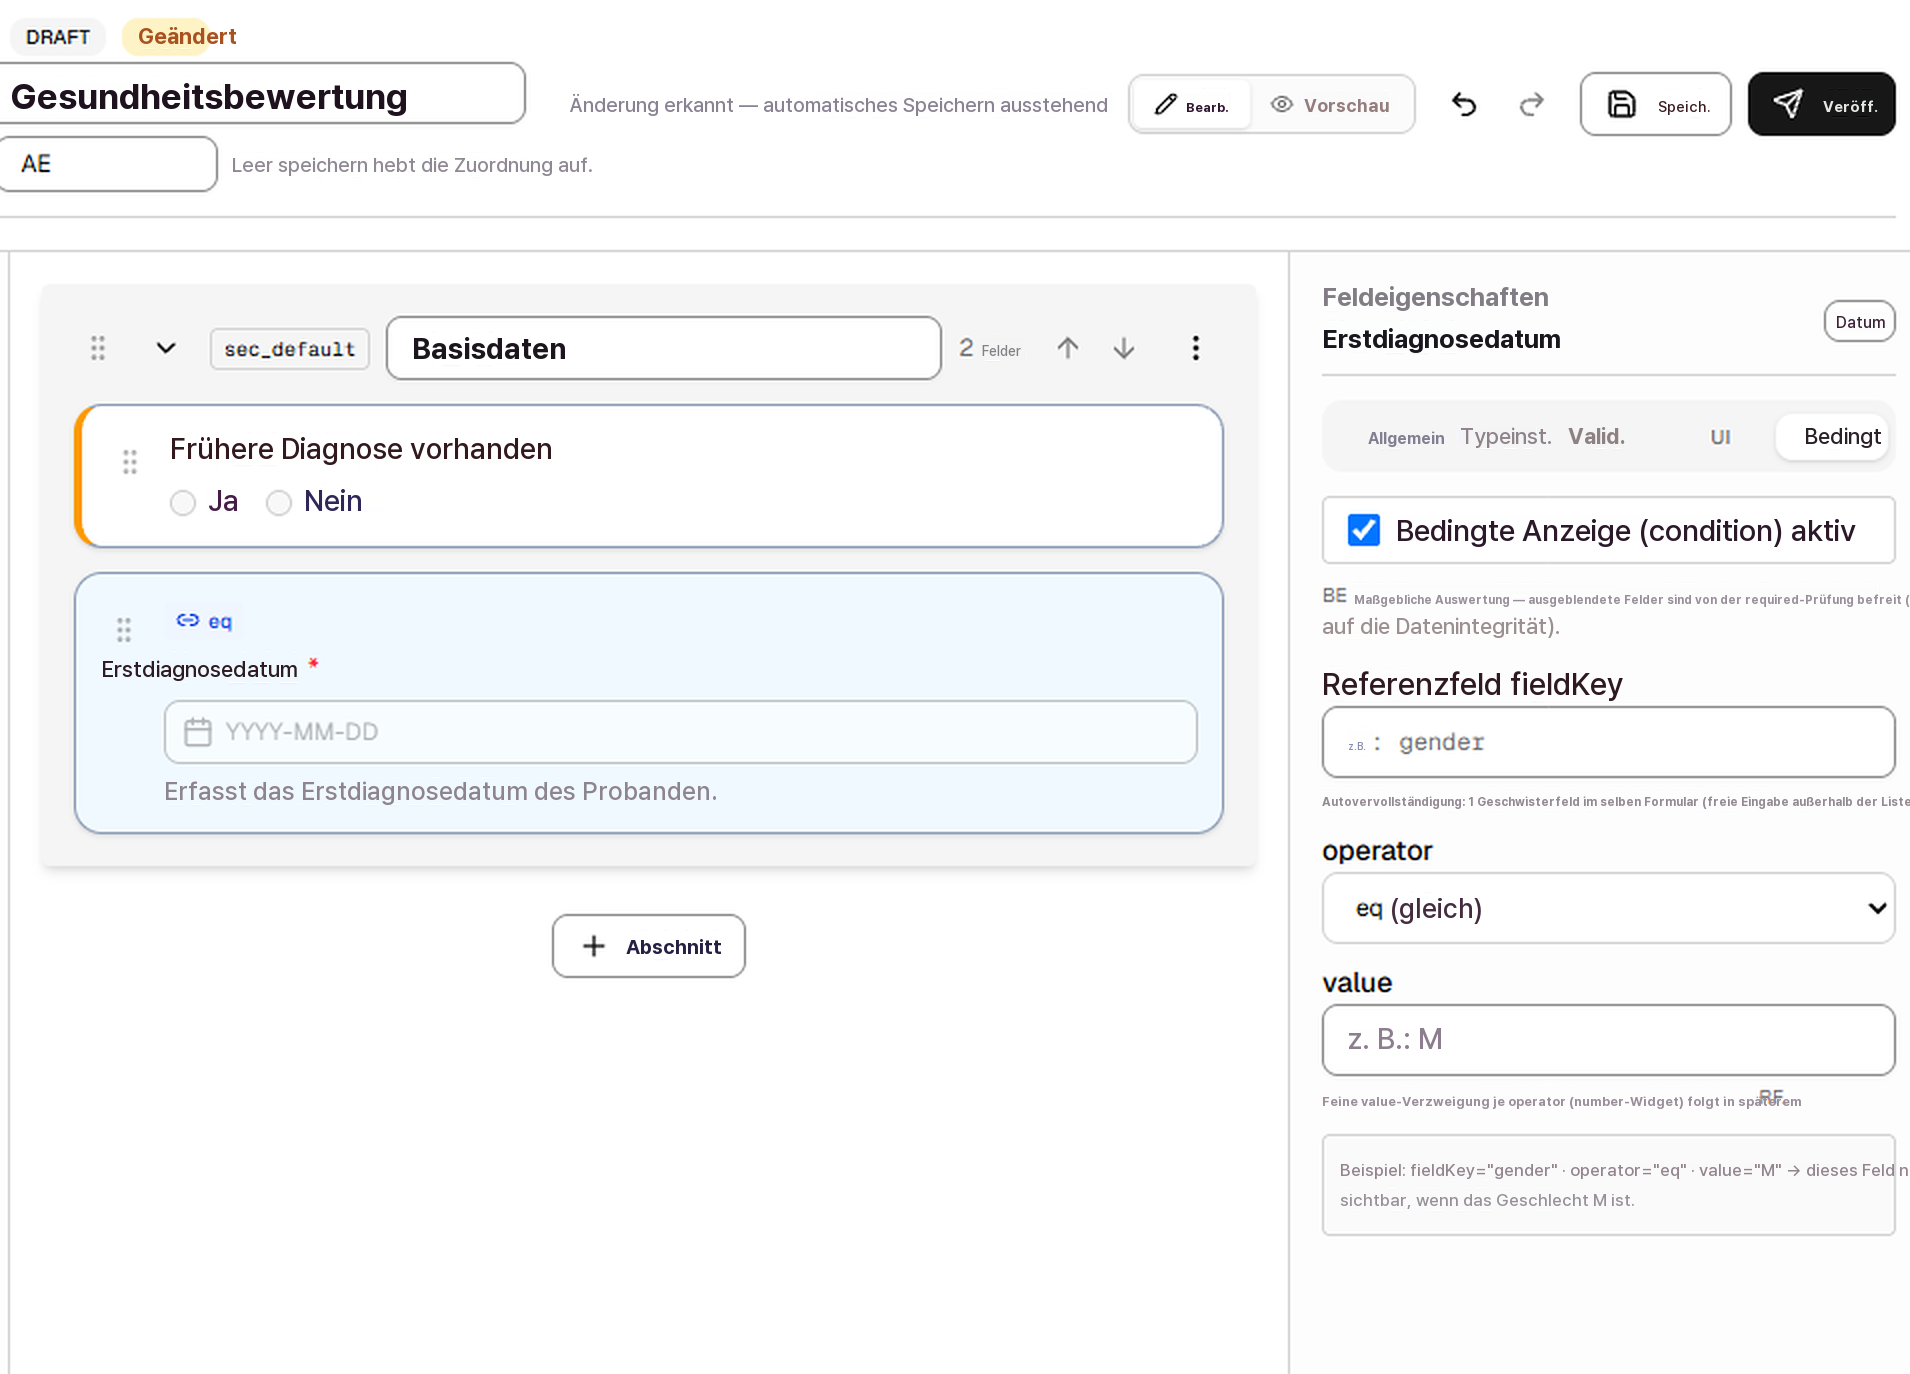 DRAFT Geändert
Gesundheitsbewertung
Änderung erkannt — automatisches Speichern ausstehend
Bearb. Vorschau
Speich.
Veröff.
AE
Leer speichern hebt die Zuordnung auf.
sec_default
Basisdaten
2 Felder
Frühere Diagnose vorhanden
Ja Nein
eq
Erstdiagnosedatum *
YYYY-MM-DD
Erfasst das Erstdiagnosedatum des Probanden.
+ Abschnitt
Feldeigenschaften
Erstdiagnosedatum
Datum
Allgemein Typeinst. Valid. UI Bedingt
Bedingte Anzeige (condition) aktiv
BE Maßgebliche Auswertung — ausgeblendete Felder sind von der required-Prüfung befreit (
auf die Datenintegrität).
Referenzfeld fieldKey
z.B. : gender
Autovervollständigung: 1 Geschwisterfeld im selben Formular (freie Eingabe außerhalb der Liste
operator
eq (gleich)
value
z. B.: M
Feine value-Verzweigung je operator (number-Widget) folgt in späterem RF.
Beispiel: fieldKey="gender" · operator="eq" · value="M" → dieses Feld n
sichtbar, wenn das Geschlecht M ist.